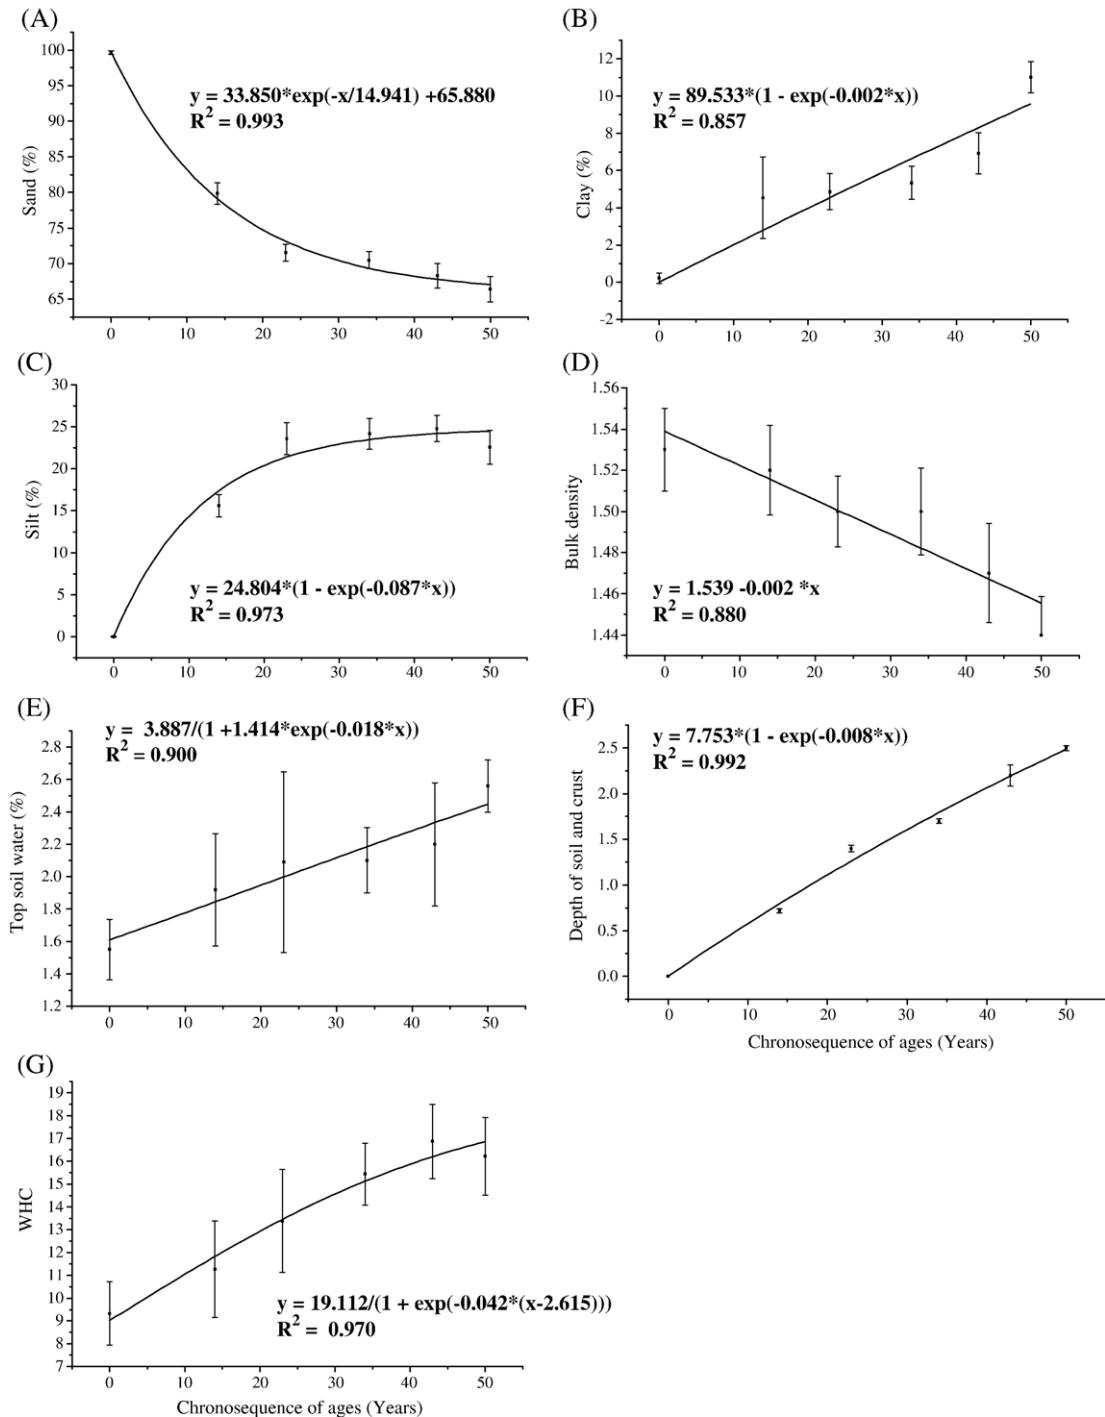 (A)
y = 33.850*exp(-x/14.941) +65.880
R² = 0.993
Sand (%)
100
95
90
85
80
75
70
65
0 10 20 30 40 50
(B)
y = 89.533*(1 - exp(-0.002*x))
R² = 0.857
Clay (%)
12
10
8
6
4
2
0
-2
0 10 20 30 40 50
(C)
Silt (%)
30
25
20
15
10
5
0
y = 24.804*(1 - exp(-0.087*x))
R² = 0.973
0 10 20 30 40 50
(D)
Bulk density
1.56
1.54
1.52
1.50
1.48
1.46
1.44
y = 1.539 -0.002 *x
R² = 0.880
0 10 20 30 40 50
(E)
y = 3.887/(1 +1.414*exp(-0.018*x))
R² = 0.900
Top soil water (%)
2.8
2.6
2.4
2.2
2.0
1.8
1.6
1.4
1.2
0 10 20 30 40 50
(F)
y = 7.753*(1 - exp(-0.008*x))
R² = 0.992
Depth of soil and crust
2.5
2.0
1.5
1.0
0.5
0.0
0 10 20 30 40 50
Chronosequence of ages (Years)
(G)
WHC
19
18
17
16
15
14
13
12
11
10
9
8
7
y = 19.112/(1 + exp(-0.042*(x-2.615)))
R² = 0.970
0 10 20 30 40 50
Chronosequence of ages (Years)